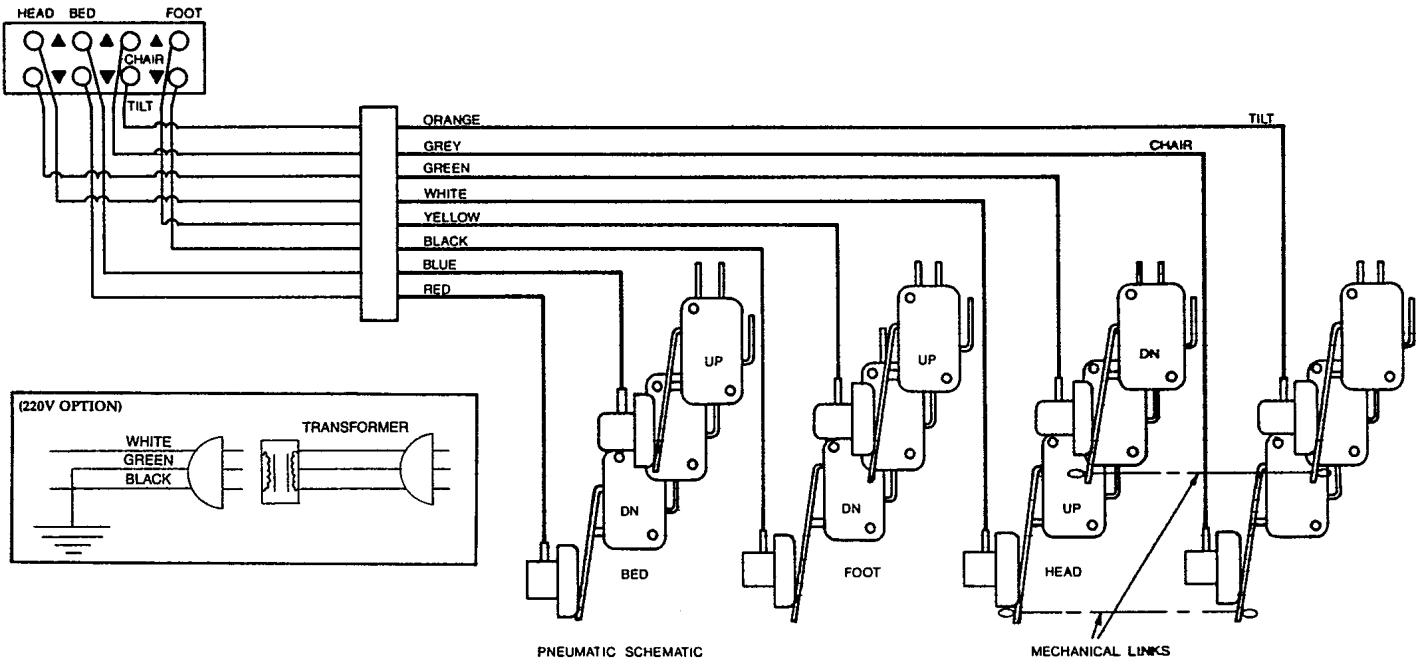 HEAD BED FOOT
CHAIR
TILT
ORANGE
TILT
GREY
CHAIR
GREEN
WHITE
YELLOW
BLACK
BLUE
RED
UP
UP
DN
DN
DN
UP
BED
FOOT
HEAD
(220V OPTION)
WHITE
TRANSFORMER
GREEN
BLACK
PNEUMATIC SCHEMATIC
MECHANICAL LINKS